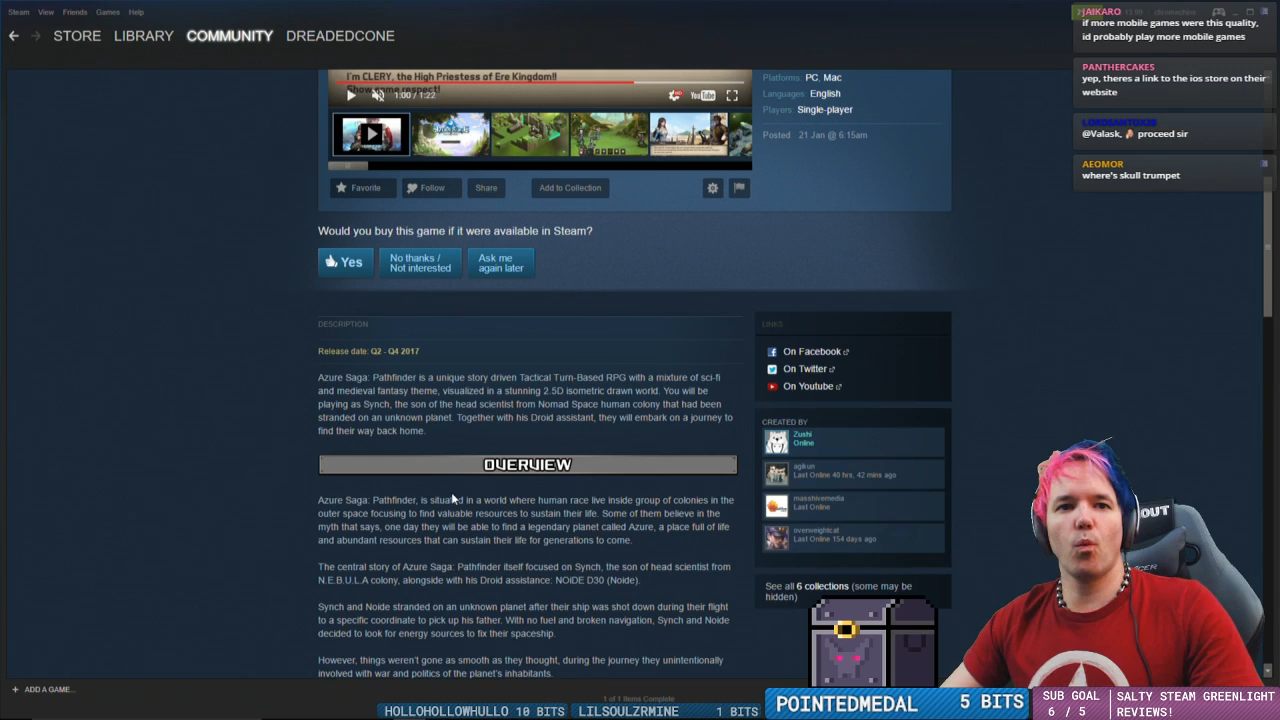 Steam View Friends Games Help
STORE LIBRARY COMMUNITY DREADEDCONE
I'm CLERY, the High Priestess of Ere Kingdom!!
Show some respect!
1:00 / 1:22
YouTube
Favorite
Follow
Share
Add to Collection
Platforms: PC, Mac
Languages: English
Players: Single-player
Posted: 21 Jan @ 6:15am
Would you buy this game if it were available in Steam?
Yes
No thanks /
Not interested
Ask me
again later
DESCRIPTION
Release date: Q2 - Q4 2017
Azure Saga: Pathfinder is a unique story driven Tactical Turn-Based RPG with a mixture of sci-fi
and medieval fantasy theme, visualized in a stunning 2.5D isometric drawn world. You will be
playing as Synch, the son of the head scientist from Nomad Space human colony that had been
stranded on an unknown planet. Together with his Droid assistant, they will embark on a journey to
find their way back home.
OVERVIEW
Azure Saga: Pathfinder, is situated in a world where human race live inside group of colonies in the
outer space focusing to find valuable resources to sustain their life. Some of them believe in the
myth that says, one day they will be able to find a legendary planet called Azure, a place full of life
and abundant resources that can sustain their life for generations to come.
The central story of Azure Saga: Pathfinder itself focused on Synch, the son of head scientist from
N.E.B.U.L.A colony, alongside with his Droid assistance: NOiDE D30 (Noide).
Synch and Noide stranded on an unknown planet after their ship was shot down during their flight
to a specific coordinate to pick up his father. With no fuel and broken navigation, Synch and Noide
decided to look for energy sources to fix their spaceship.
However, things weren't gone as smooth as they thought, during the journey they unintentionally
involved with war and politics of the planet's inhabitants.
LINKS
On Facebook
On Twitter
On Youtube
CREATED BY
Zushi
Online
agikun
Last Online 40 hrs, 42 mins ago
masshivemedia
Last Online
overweightcat
Last Online 154 days ago
See all 6 collections (some may be
hidden)
JAIKARO
if more mobile games were this quality,
id probably play more mobile games
PANTHERCAKES
yep, theres a link to the ios store on their
website
@Valask, proceed sir
AEOMOR
where's skull trumpet
OUT
ADD A GAME...
1 of 1 Items Complete
HOLLOHOLLOWHULLO 10 BITS
LILSOULZRMINE 1 BITS
POINTEDMEDAL 5 BITS
SUB GOAL
6 / 5
SALTY STEAM GREENLIGHT
REVIEWS!